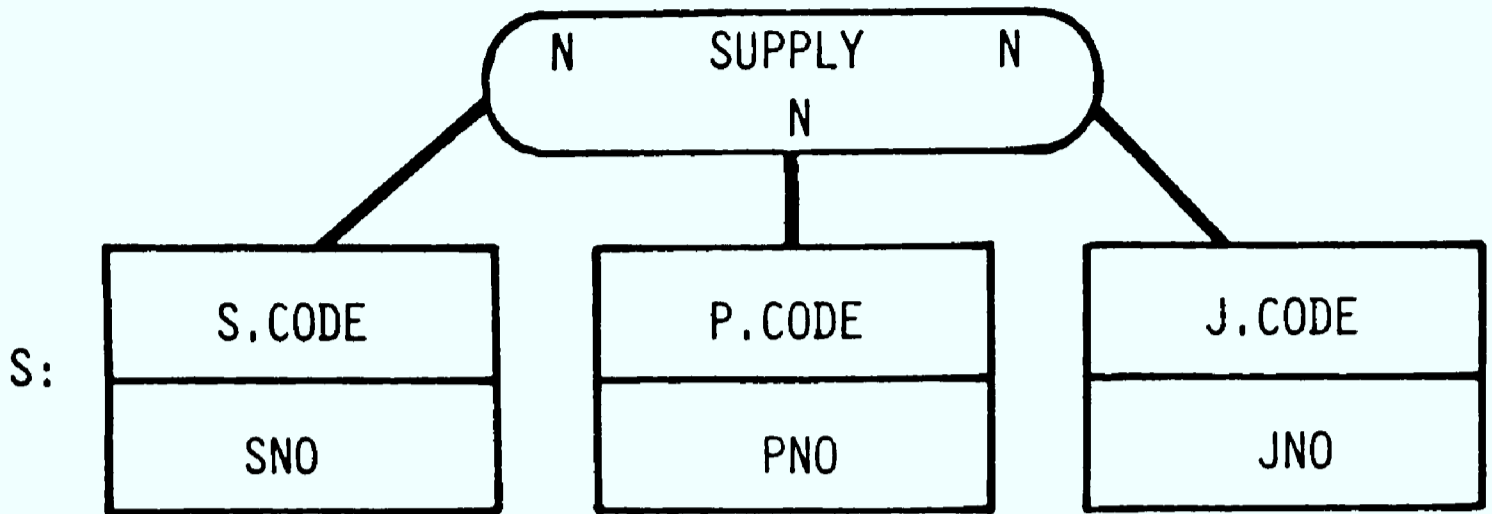 N SUPPLY N
N
S.CODE P.CODE J.CODE
S:
SNO PNO JNO